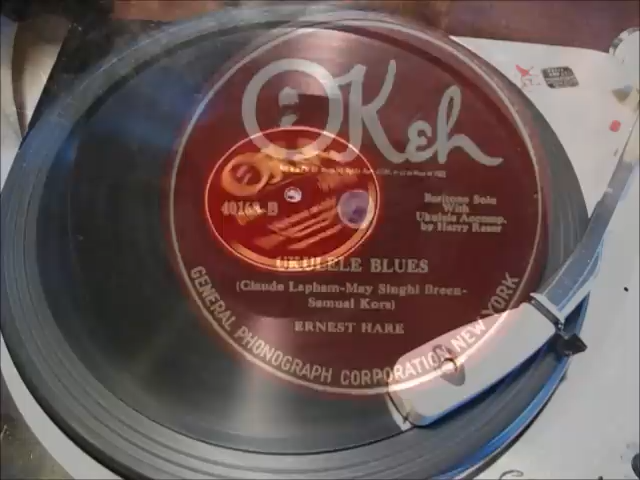 OKeh
40168-B
Baritone Solo
With
Ukulele Accomp.
by Harry Reser
UKULELE BLUES
(Claude Lapham-May Singhi Breen-
Samuel Kors)
ERNEST HARE
GENERAL PHONOGRAPH CORPORATION NEW YORK